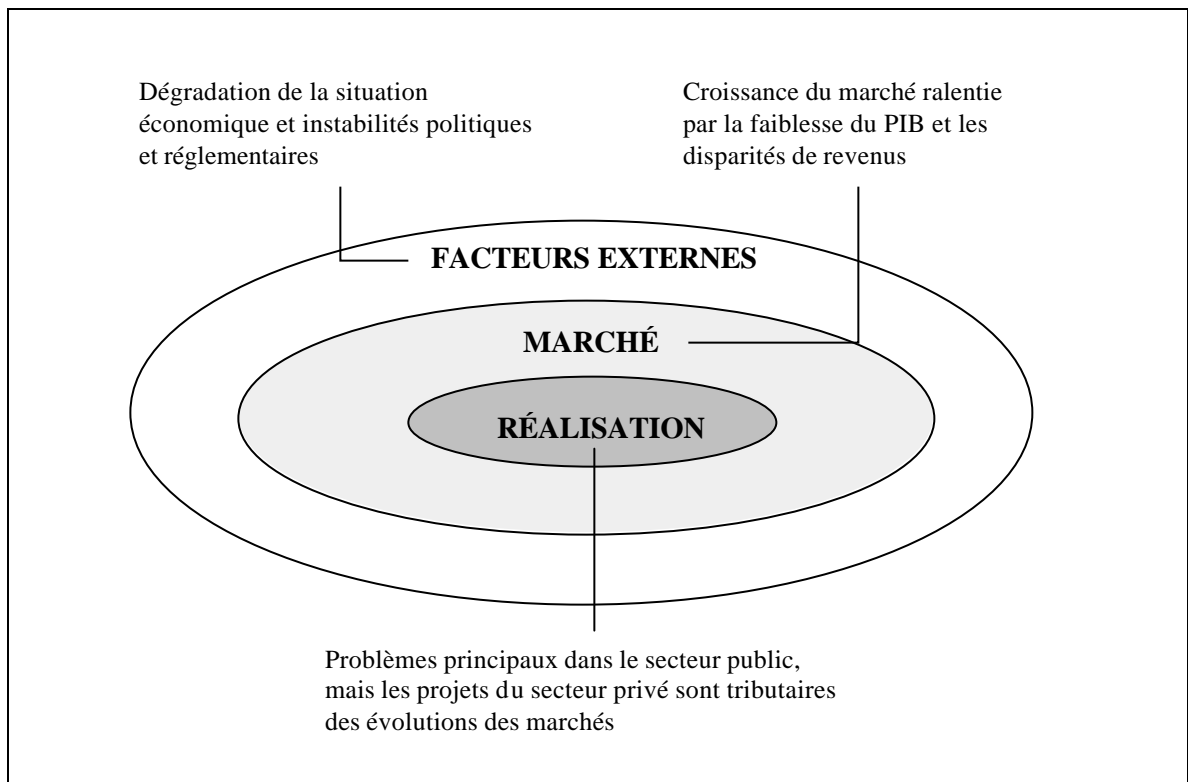 Dégradation de la situation
économique et instabilités politiques
et réglementaires
Croissance du marché ralentie
par la faiblesse du PIB et les
disparités de revenus
FACTEURS EXTERNES
MARCHÉ
RÉALISATION
Problèmes principaux dans le secteur public,
mais les projets du secteur privé sont tributaires
des évolutions des marchés